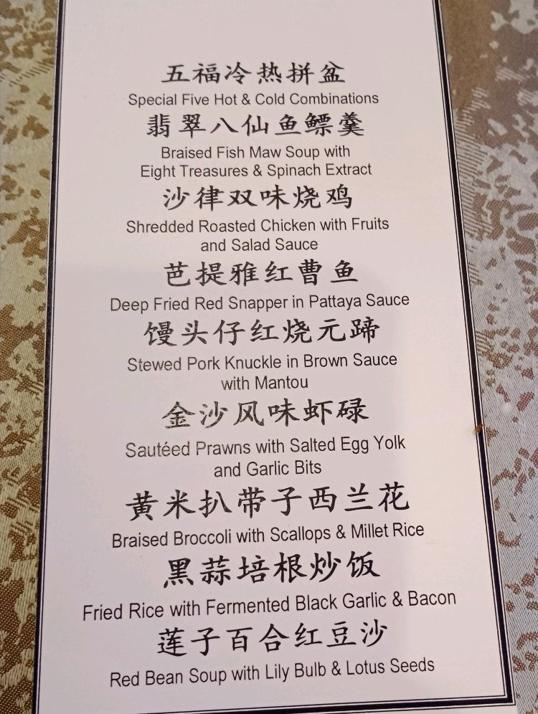 五福冷热拼盆
Special Five Hot & Cold Combinations
翡翠八仙鱼鳔羹
Braised Fish Maw Soup with
Eight Treasures & Spinach Extract
沙律双味烧鸡
Shredded Roasted Chicken with Fruits
and Salad Sauce
芭提雅红曹鱼
Deep Fried Red Snapper in Pattaya Sauce
馒头仔红烧元蹄
Stewed Pork Knuckle in Brown Sauce
with Mantou
金沙风味虾碌
Sautéed Prawns with Salted Egg Yolk
and Garlic Bits
黄米扒带子西兰花
Braised Broccoli with Scallops & Millet Rice
黑蒜培根炒饭
Fried Rice with Fermented Black Garlic & Bacon
莲子百合红豆沙
Red Bean Soup with Lily Bulb & Lotus Seeds